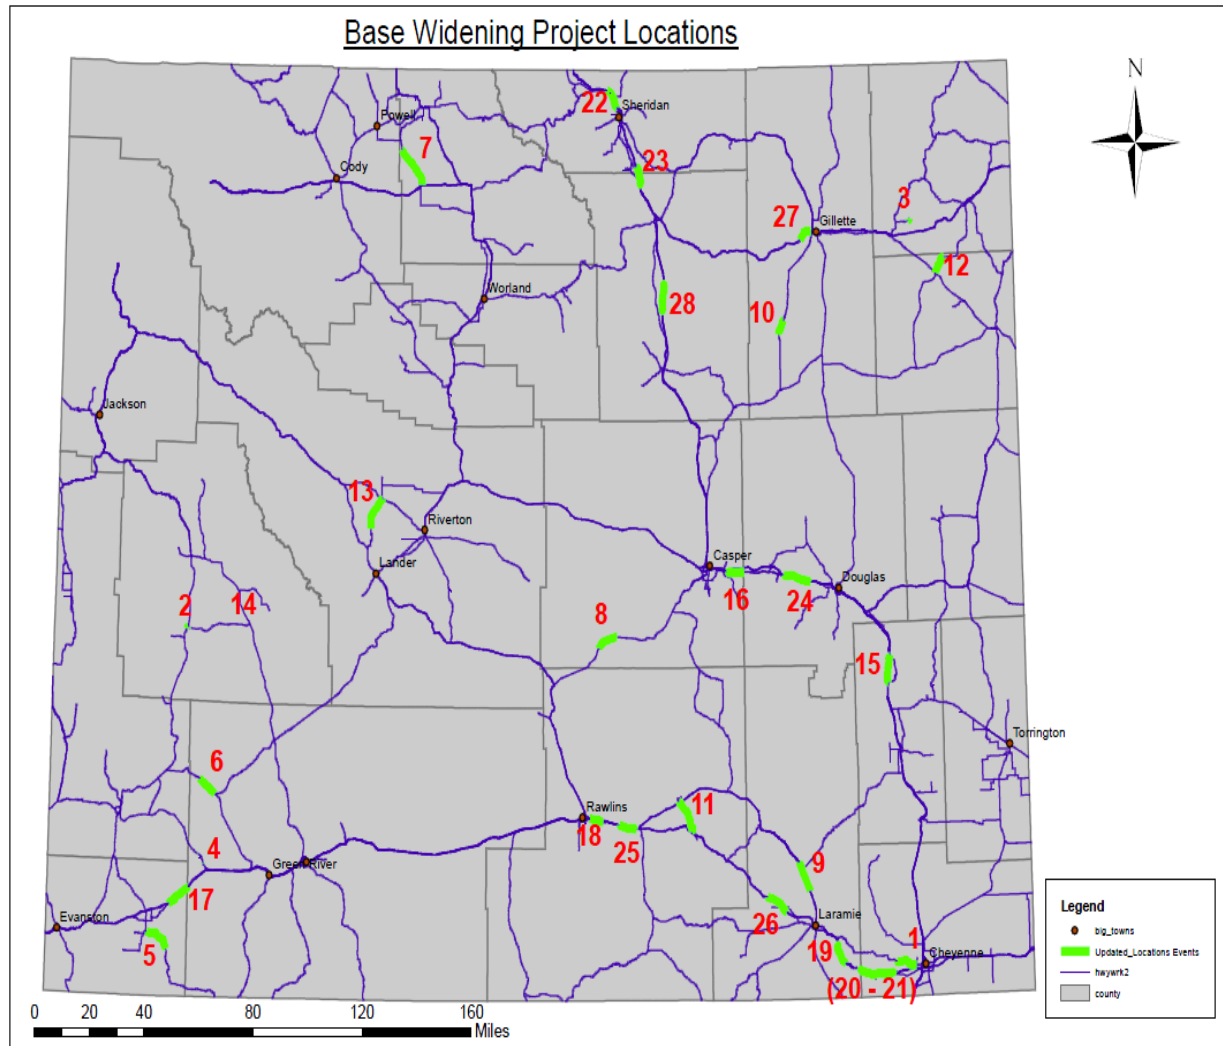 Base Widening Project Locations
N
22
Sheridan
Powell
7
Cody
23
3
27
Gillette
12
Worland
28
10
Jackson
13
Riverton
Casper
Lander
Douglas
16
24
2
14
8
15
Torrington
6
11
Rawlins
18
25
4
Green River
9
17
Evanston
26
Laramie
5
19
1
Cheyenne
(20 - 21)
Legend
big_towns
Updated_Locations Events
hwywrk2
county
0 20 40 80 120 160
Miles